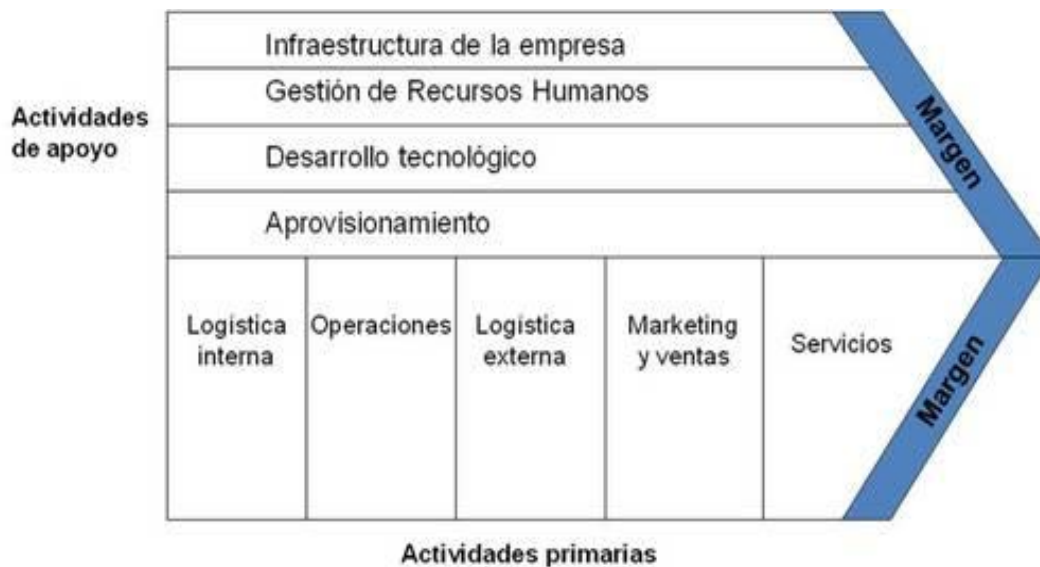 Infraestructura de la empresa
Gestión de Recursos Humanos
Actividades
de apoyo
Desarrollo tecnológico
Aprovisionamiento
Margen
Logística
interna
Operaciones
Logística
externa
Marketing
y ventas
Servicios
Margen
Actividades primarias